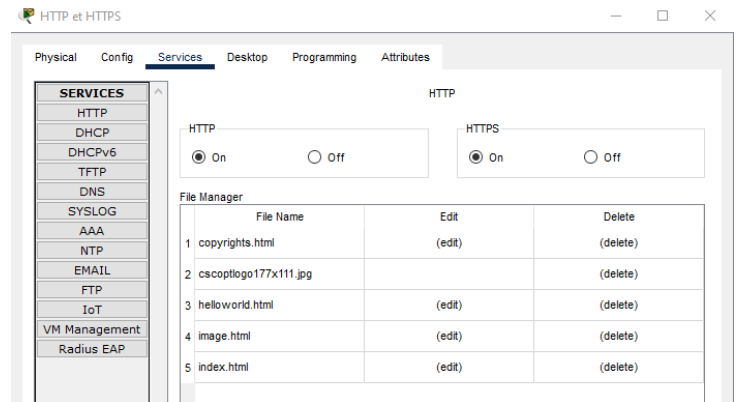 HTTP et HTTPS
Physical Config Services Desktop Programming Attributes
SERVICES
HTTP
DHCP
DHCPv6
TFTP
DNS
SYSLOG
AAA
NTP
EMAIL
FTP
IoT
VM Management
Radius EAP
HTTP
HTTP
On Off
HTTPS
On Off
File Manager
File Name Edit Delete
1 copyrights.html (edit) (delete)
2 cscoptlogo177x111.jpg (delete)
3 helloworld.html (edit) (delete)
4 image.html (edit) (delete)
5 index.html (edit) (delete)